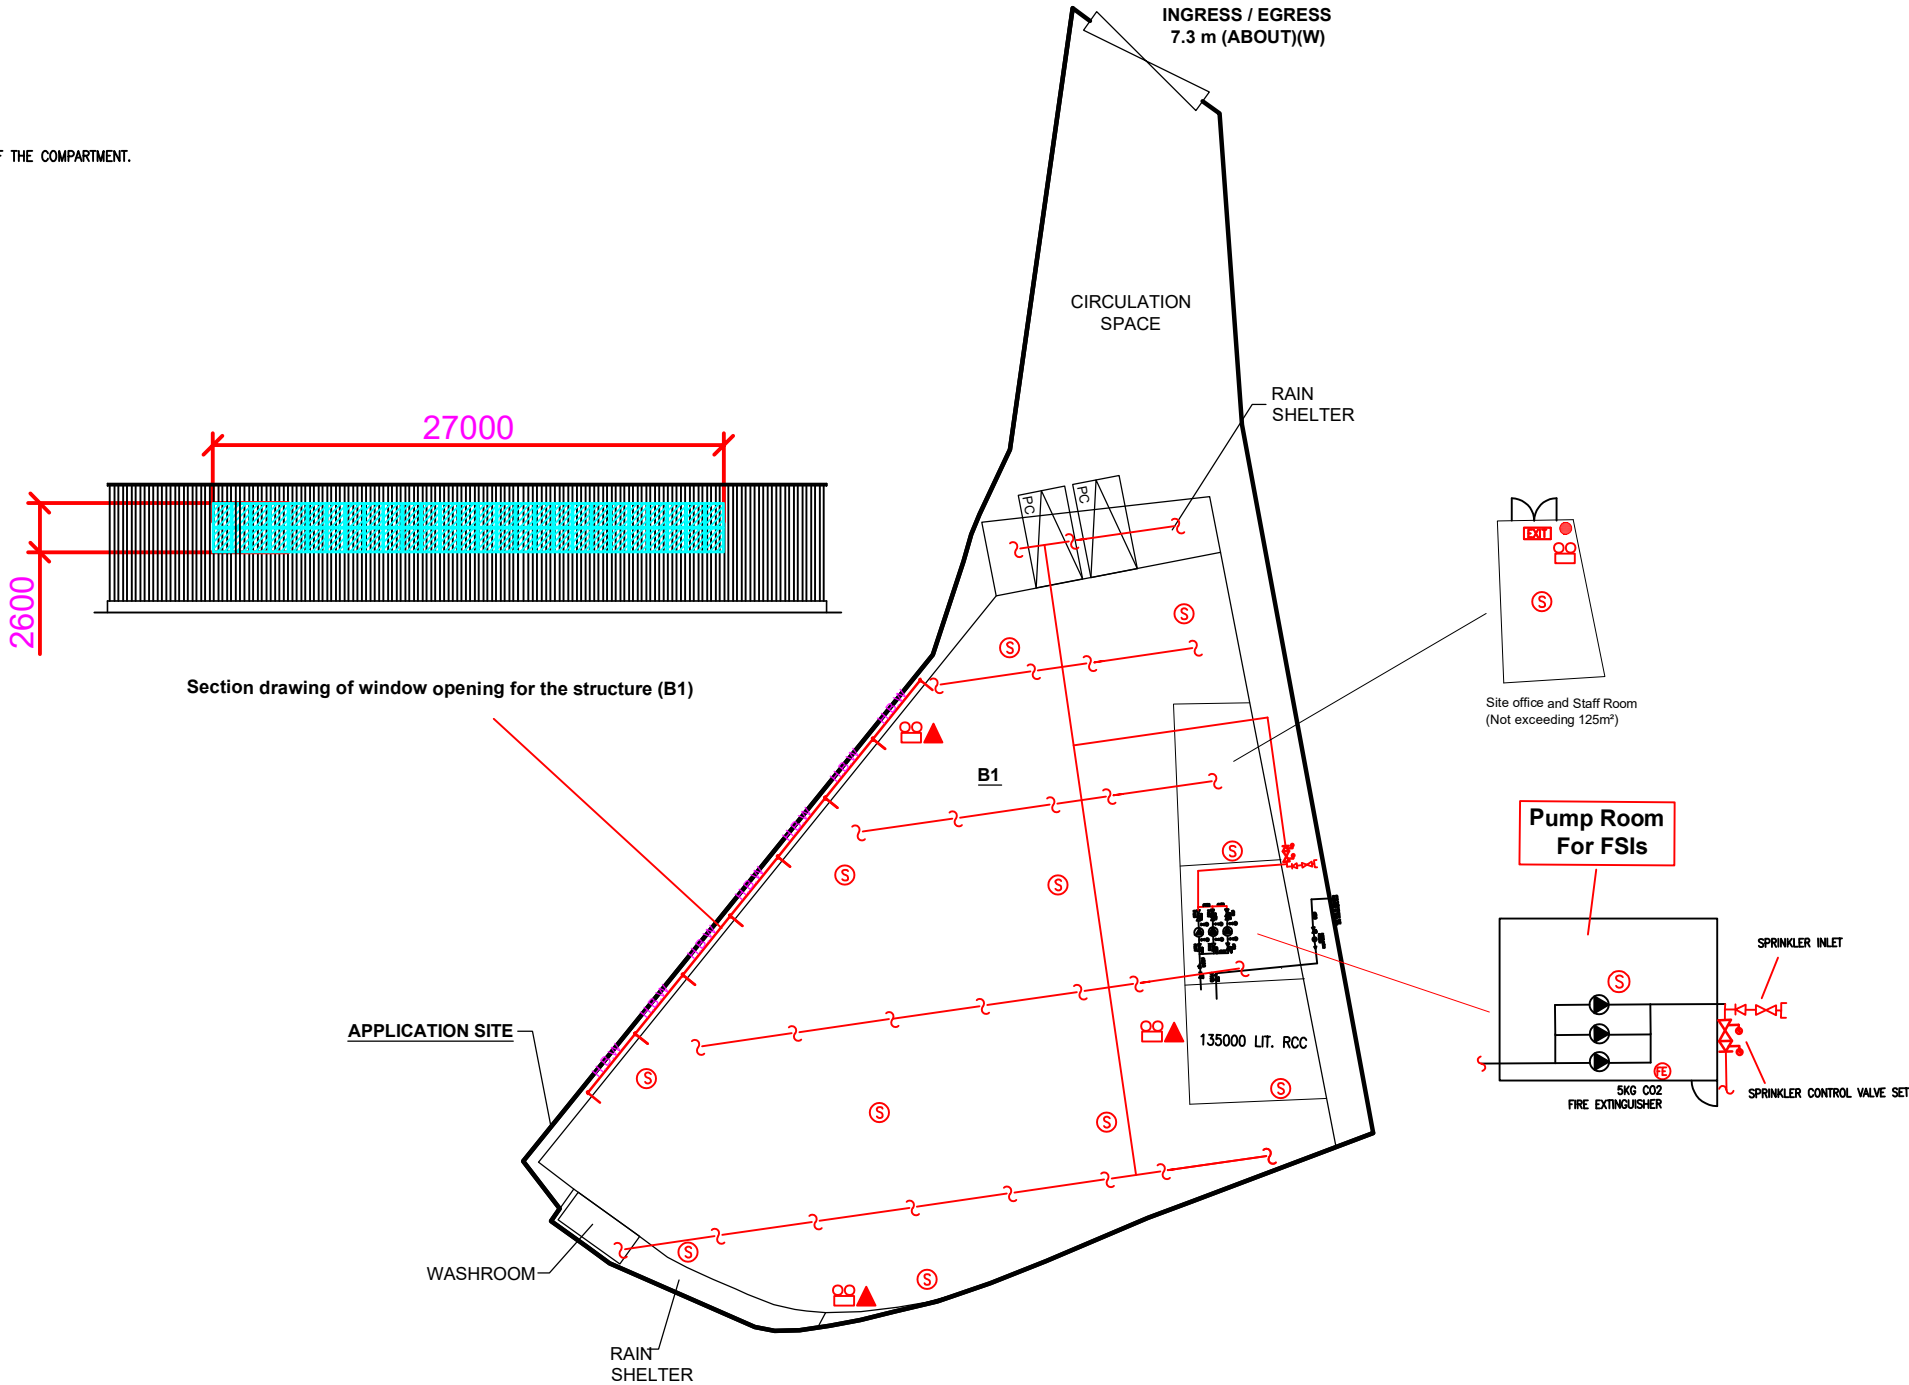 INGRESS / EGRESS
7.3 m (ABOUT)(W)
THE COMPARTMENT.
CIRCULATION
SPACE
RAIN
SHELTER
27000
2600
PC
PC
EXIT
S
S
S
Section drawing of window opening for the structure (B1)
Site office and Staff Room
(Not exceeding 125m²)
B1
Pump Room
For FSIs
S
S
S
SPRINKLER INLET
S
APPLICATION SITE
135000 LIT. RCC
FE
S
S
5KG CO2
FIRE EXTINGUISHER
SPRINKLER CONTROL VALVE SET
S
S
WASHROOM
S
S
RAIN
SHELTER